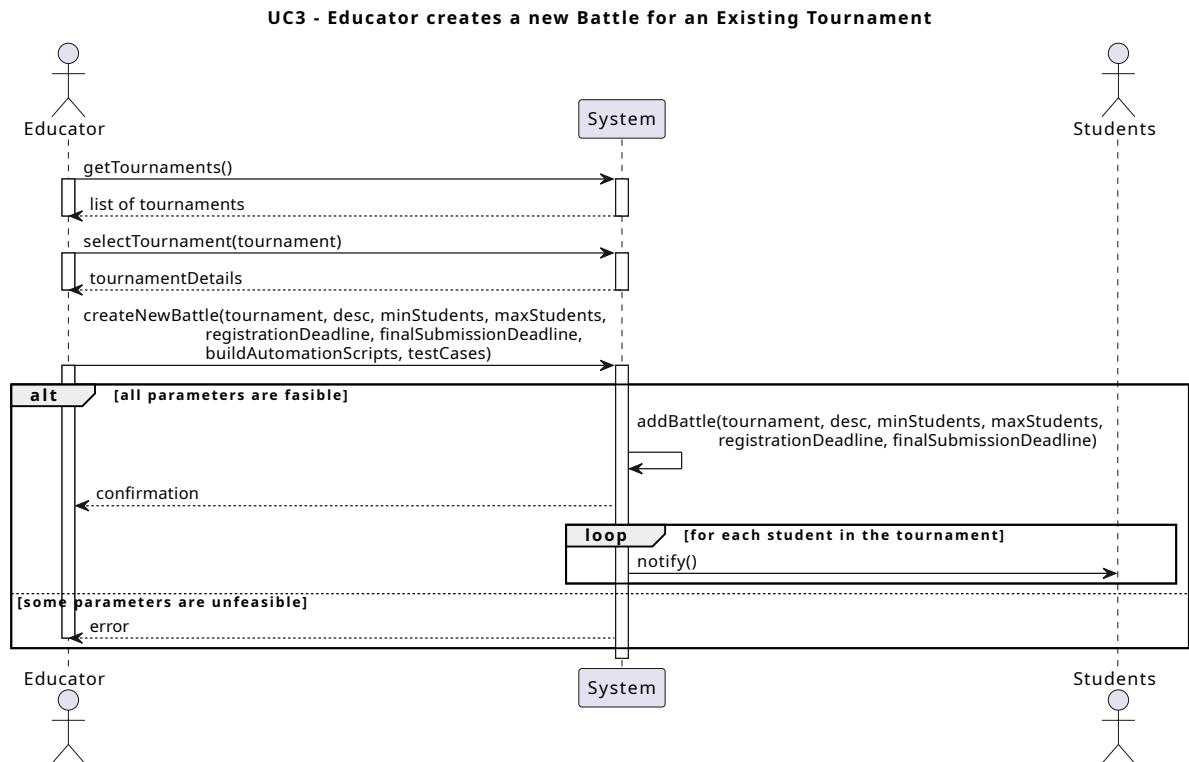 UC3 - Educator creates a new Battle for an Existing Tournament
Educator
System
Students
getTournaments()
list of tournaments
selectTournament(tournament)
tournamentDetails
createNewBattle(tournament, desc, minStudents, maxStudents,
registrationDeadline, finalSubmissionDeadline,
buildAutomationScripts, testCases)
alt [all parameters are fasible]
addBattle(tournament, desc, minStudents, maxStudents,
registrationDeadline, finalSubmissionDeadline)
confirmation
loop [for each student in the tournament]
notify()
[some parameters are unfeasible]
error
Educator
System
Students